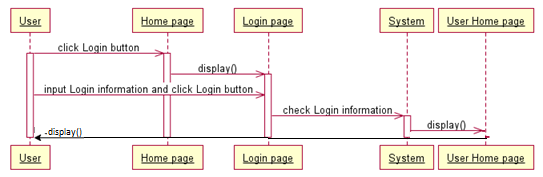 User
Home page
Login page
System
User Home page
click Login button
display()
input Login information and click Login button
check Login information
display()
-display()
User
Home page
Login page
System
User Home page